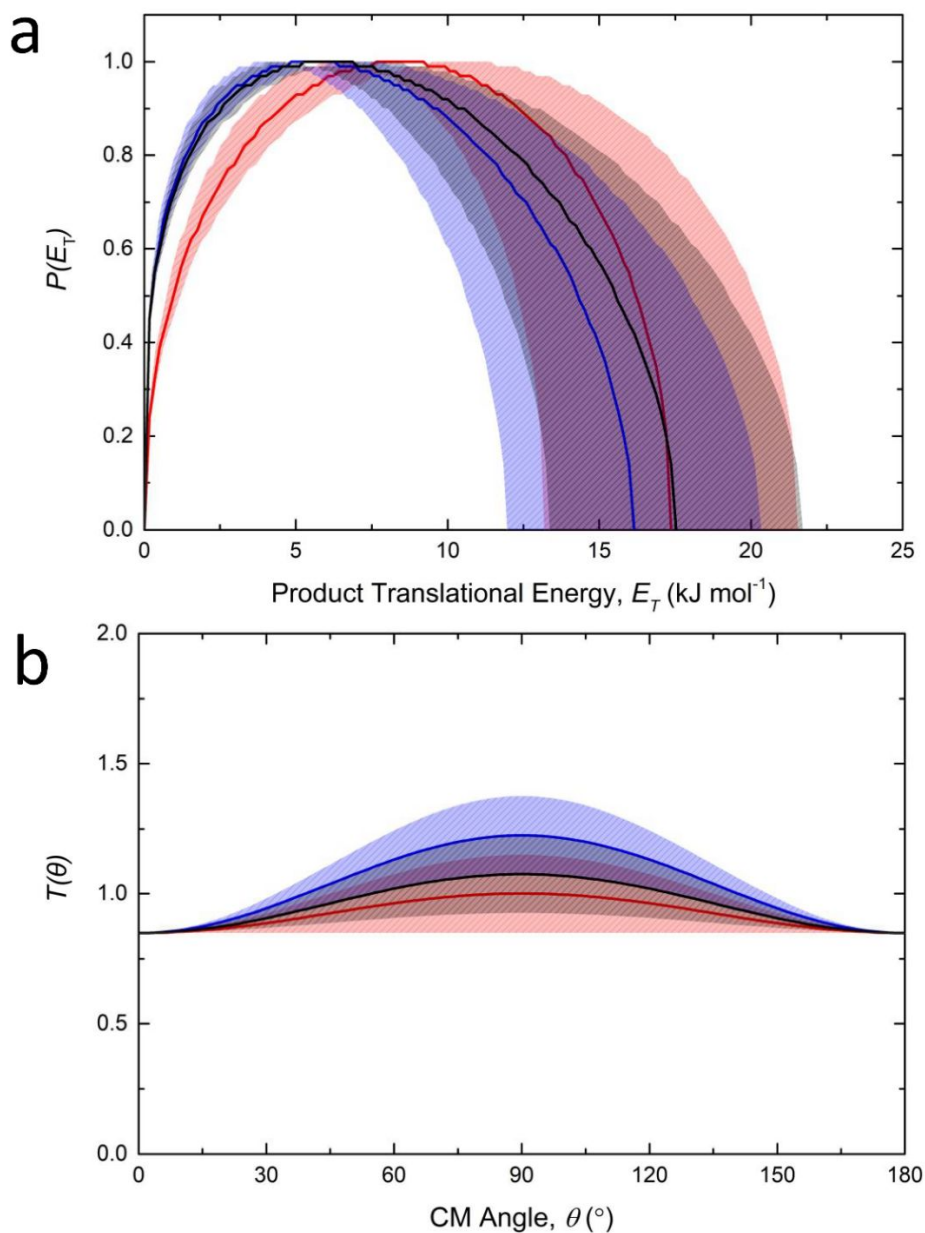 a
1.0
0.8
0.6
0.4
0.2
0.0
P(E_T)
0 5 10 15 20 25
Product Translational Energy, E_T (kJ mol⁻¹)
b
2.0
1.5
1.0
0.5
0.0
T(θ)
0 30 60 90 120 150 180
CM Angle, θ (°)